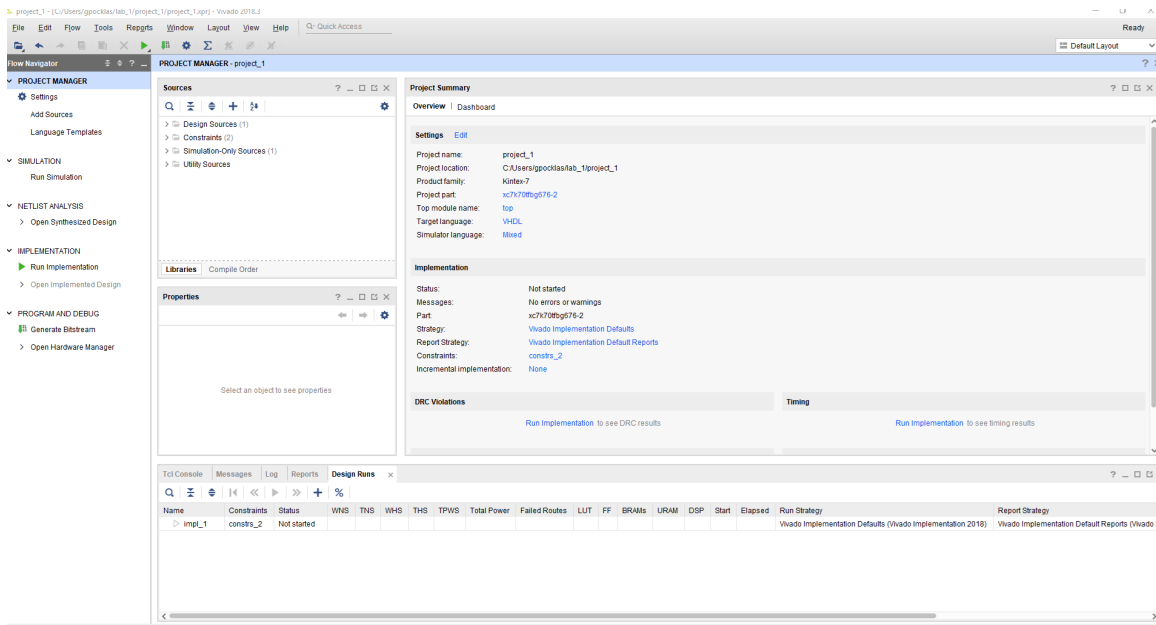 project_1 - [C:/Users/gpocklas/lab_1/project_1/project_1.xpr] - Vivado 2018.3
File Edit Flow Tools Reports Window Layout View Help Quick Access Ready
Default Layout
Flow Navigator
PROJECT MANAGER - project_1
PROJECT MANAGER
Settings
Add Sources
Language Templates
SIMULATION
Run Simulation
NETLIST ANALYSIS
Open Synthesized Design
IMPLEMENTATION
Run Implementation
Open Implemented Design
PROGRAM AND DEBUG
Generate Bitstream
Open Hardware Manager
Sources
Design Sources (1)
Constraints (2)
Simulation-Only Sources (1)
Utility Sources
Libraries Compile Order
Properties
Select an object to see properties
Project Summary
Overview | Dashboard
Settings Edit
Project name: project_1
Project location: C:/Users/gpocklas/lab_1/project_1
Product family: Kintex-7
Project part: xc7k70tfbg676-2
Top module name: top
Target language: VHDL
Simulator language: Mixed
Implementation
Status: Not started
Messages: No errors or warnings
Part: xc7k70tfbg676-2
Strategy: Vivado Implementation Defaults
Report Strategy: Vivado Implementation Default Reports
Constraints: constrs_2
Incremental implementation: None
DRC Violations Timing
Run Implementation to see DRC results Run Implementation to see timing results
Tcl Console Messages Log Reports Design Runs
Name Constraints Status WNS TNS WHS THS TPWS Total Power Failed Routes LUT FF BRAMs URAM DSP Start Elapsed Run Strategy Report Strategy
impl_1 constrs_2 Not started Vivado Implementation Defaults (Vivado Implementation 2018) Vivado Implementation Default Reports (Vivado